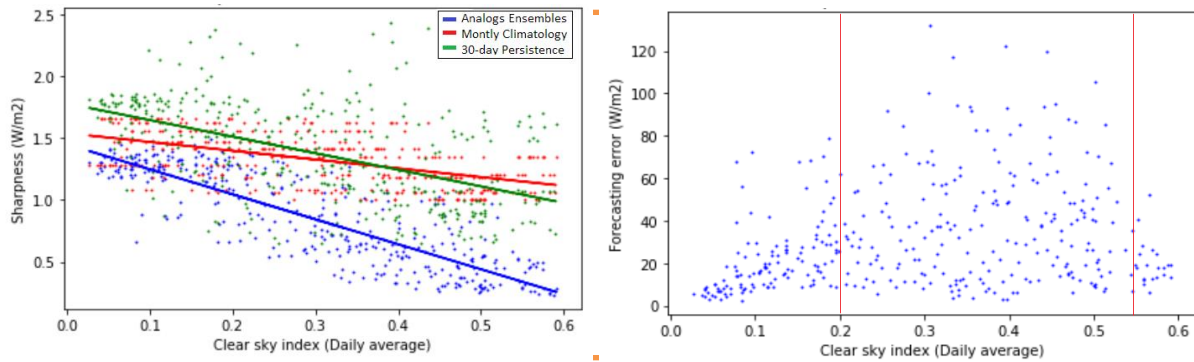 2.5
2.0
1.5
1.0
0.5
0.0 0.1 0.2 0.3 0.4 0.5 0.6
Sharpness (W/m2)
Clear sky index (Daily average)
Analogs Ensembles
Montly Climatology
30-day Persistence
120
100
80
60
40
20
0
0.0 0.1 0.2 0.3 0.4 0.5 0.6
Forecasting error (W/m2)
Clear sky index (Daily average)